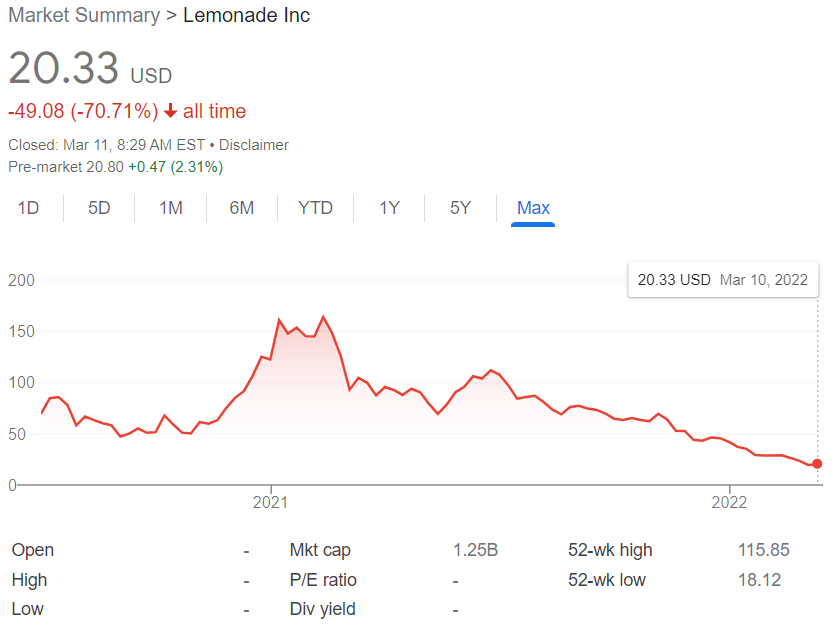 Market Summary > Lemonade Inc
20.33 USD
-49.08 (-70.71%) ↓ all time
Closed: Mar 11, 8:29 AM EST • Disclaimer
Pre-market 20.80 +0.47 (2.31%)
1D 5D 1M 6M YTD 1Y 5Y Max
20.33 USD Mar 10, 2022
200
150
100
50
0
2021 2022
Open - Mkt cap 1.25B 52-wk high 115.85
High - P/E ratio - 52-wk low 18.12
Low - Div yield -